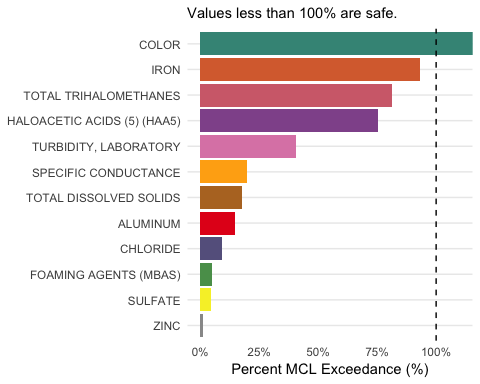 Values less than 100% are safe.
COLOR
IRON
TOTAL TRIHALOMETHANES
HALOACETIC ACIDS (5) (HAA5)
TURBIDITY, LABORATORY
SPECIFIC CONDUCTANCE
TOTAL DISSOLVED SOLIDS
ALUMINUM
CHLORIDE
FOAMING AGENTS (MBAS)
SULFATE
ZINC
0% 25% 50% 75% 100%
Percent MCL Exceedance (%)